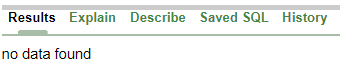 Results Explain Describe Saved SQL History
no data found